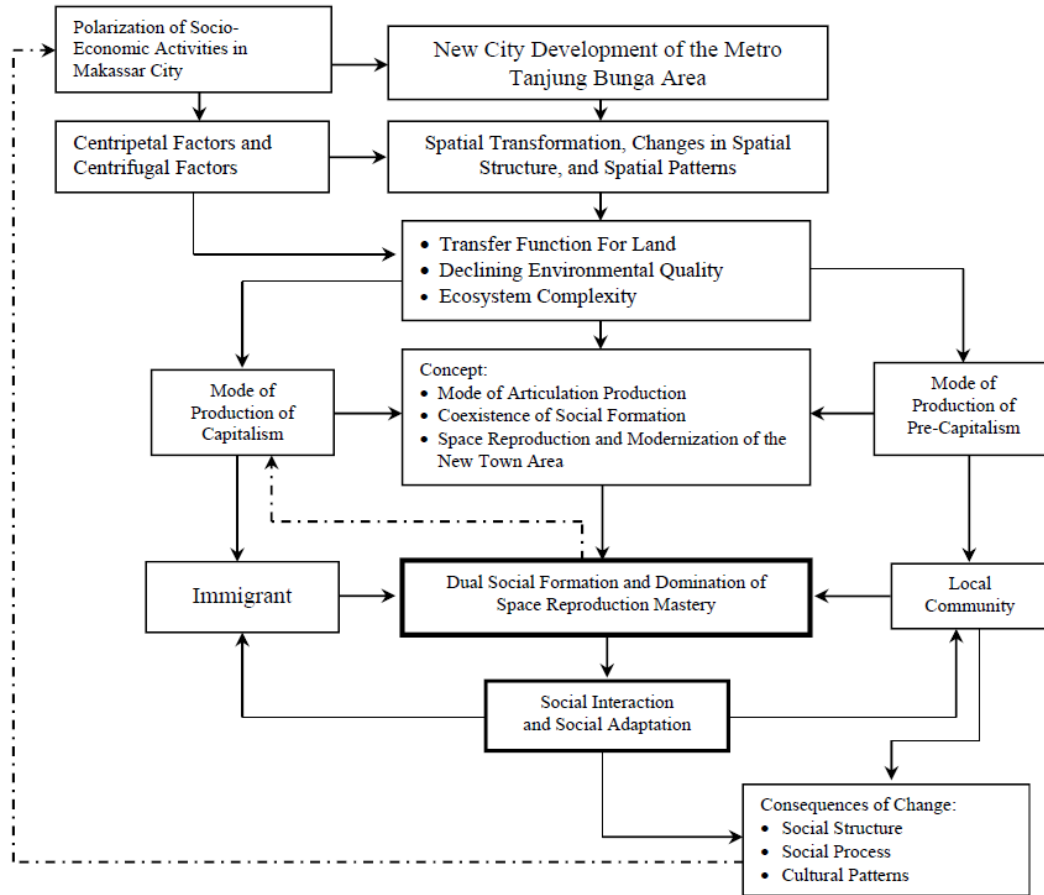 Polarization of Socio-
Economic Activities in
Makassar City
New City Development of the Metro
Tanjung Bunga Area
Centripetal Factors and
Centrifugal Factors
Spatial Transformation, Changes in Spatial
Structure, and Spatial Patterns
• Transfer Function For Land
• Declining Environmental Quality
• Ecosystem Complexity
Mode of
Production of
Capitalism
Concept:
• Mode of Articulation Production
• Coexistence of Social Formation
• Space Reproduction and Modernization of the
New Town Area
Mode of
Production of
Pre-Capitalism
Immigrant
Dual Social Formation and Domination of
Space Reproduction Mastery
Local
Community
Social Interaction
and Social Adaptation
Consequences of Change:
• Social Structure
• Social Process
• Cultural Patterns